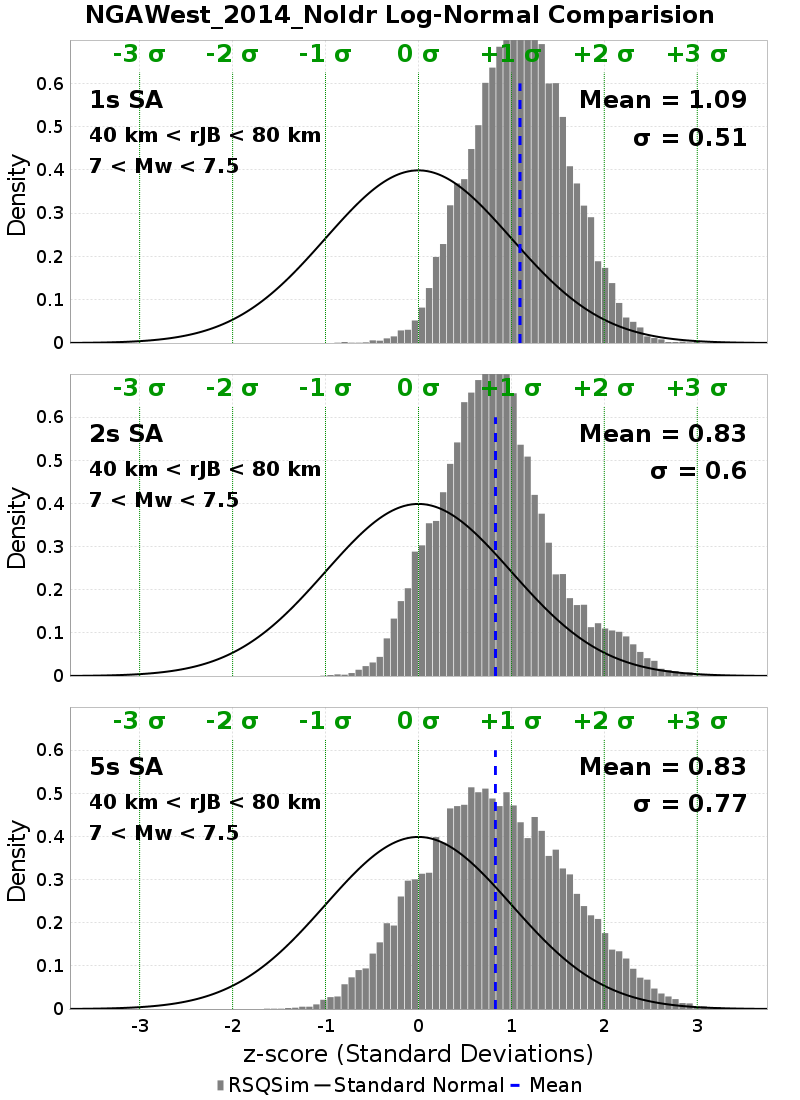 NGAWest_2014_NoIdr Log-Normal Comparision
-3 σ -2 σ -1 σ 0 σ +1 σ +2 σ +3 σ
1s SA
Mean = 1.09
40 km < rJB < 80 km
σ = 0.51
7 < Mw < 7.5
0.6
0.5
0.4
0.3
0.2
0.1
0
Density
-3 σ -2 σ -1 σ 0 σ +1 σ +2 σ +3 σ
2s SA
Mean = 0.83
40 km < rJB < 80 km
σ = 0.6
7 < Mw < 7.5
0.6
0.5
0.4
0.3
0.2
0.1
0
Density
-3 σ -2 σ -1 σ 0 σ +1 σ +2 σ +3 σ
5s SA
Mean = 0.83
40 km < rJB < 80 km
σ = 0.77
7 < Mw < 7.5
0.6
0.5
0.4
0.3
0.2
0.1
0
Density
-3 -2 -1 0 1 2 3
z-score (Standard Deviations)
RSQSim Standard Normal Mean